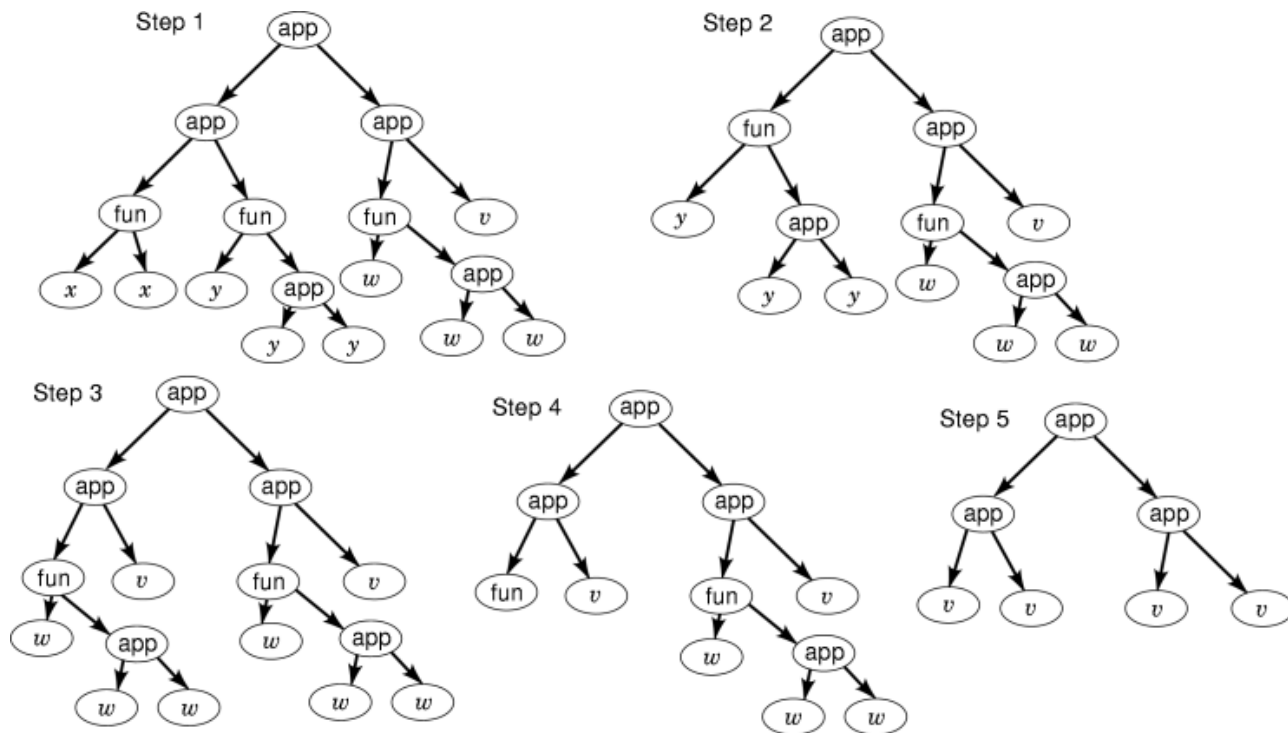 Step 1
app
app app
fun fun fun v
x x y app w app
y y w w
Step 2
app
fun app
y app fun v
y y w app
w w
Step 3
app
app app
fun v fun v
w app w app
w w w w
Step 4
app
app app
fun v fun v
w app
w w
Step 5
app
app app
v v v v